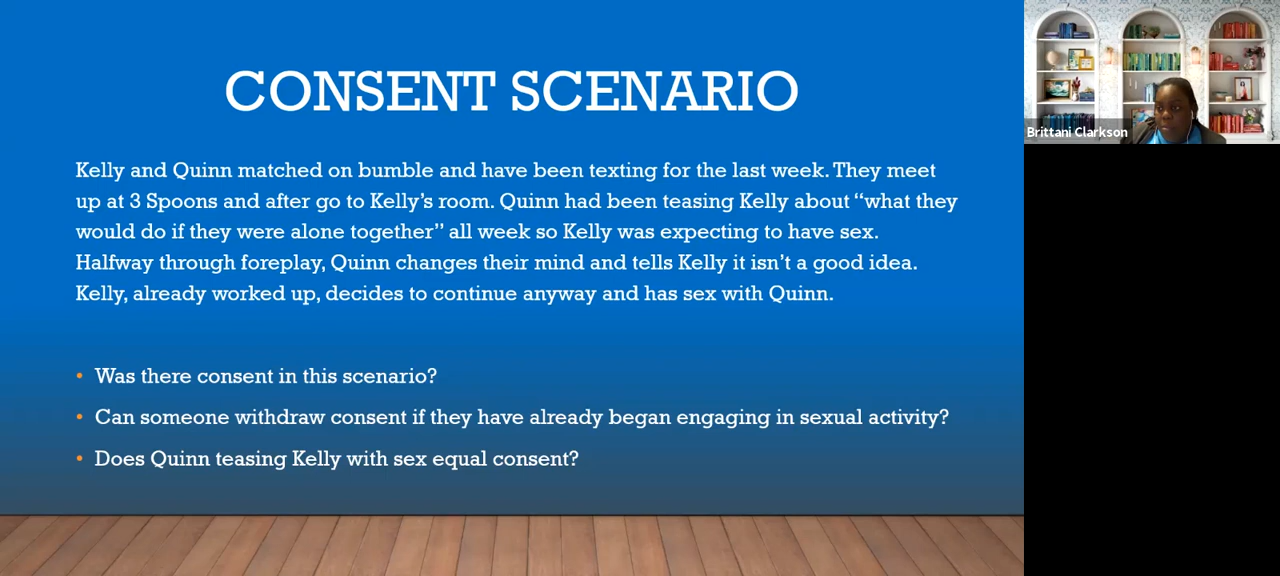 CONSENT SCENARIO
Kelly and Quinn matched on bumble and have been texting for the last week. They meet
up at 3 Spoons and after go to Kelly's room. Quinn had been teasing Kelly about “what they
would do if they were alone together” all week so Kelly was expecting to have sex.
Halfway through foreplay, Quinn changes their mind and tells Kelly it isn't a good idea.
Kelly, already worked up, decides to continue anyway and has sex with Quinn.
• Was there consent in this scenario?
• Can someone withdraw consent if they have already began engaging in sexual activity?
• Does Quinn teasing Kelly with sex equal consent?
Brittani Clarkson